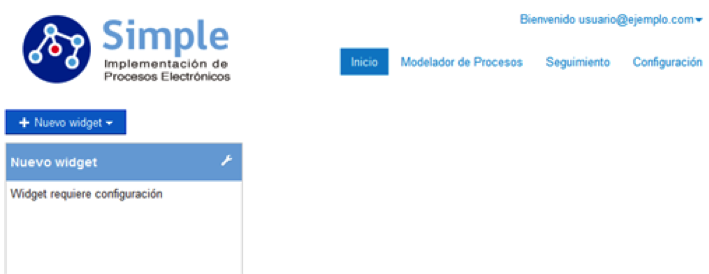 Bienvenido usuario@ejemplo.com
Simple
Implementación de
Procesos Electrónicos
Inicio Modelador de Procesos Seguimiento Configuración
+ Nuevo widget
Nuevo widget
Widget requiere configuración